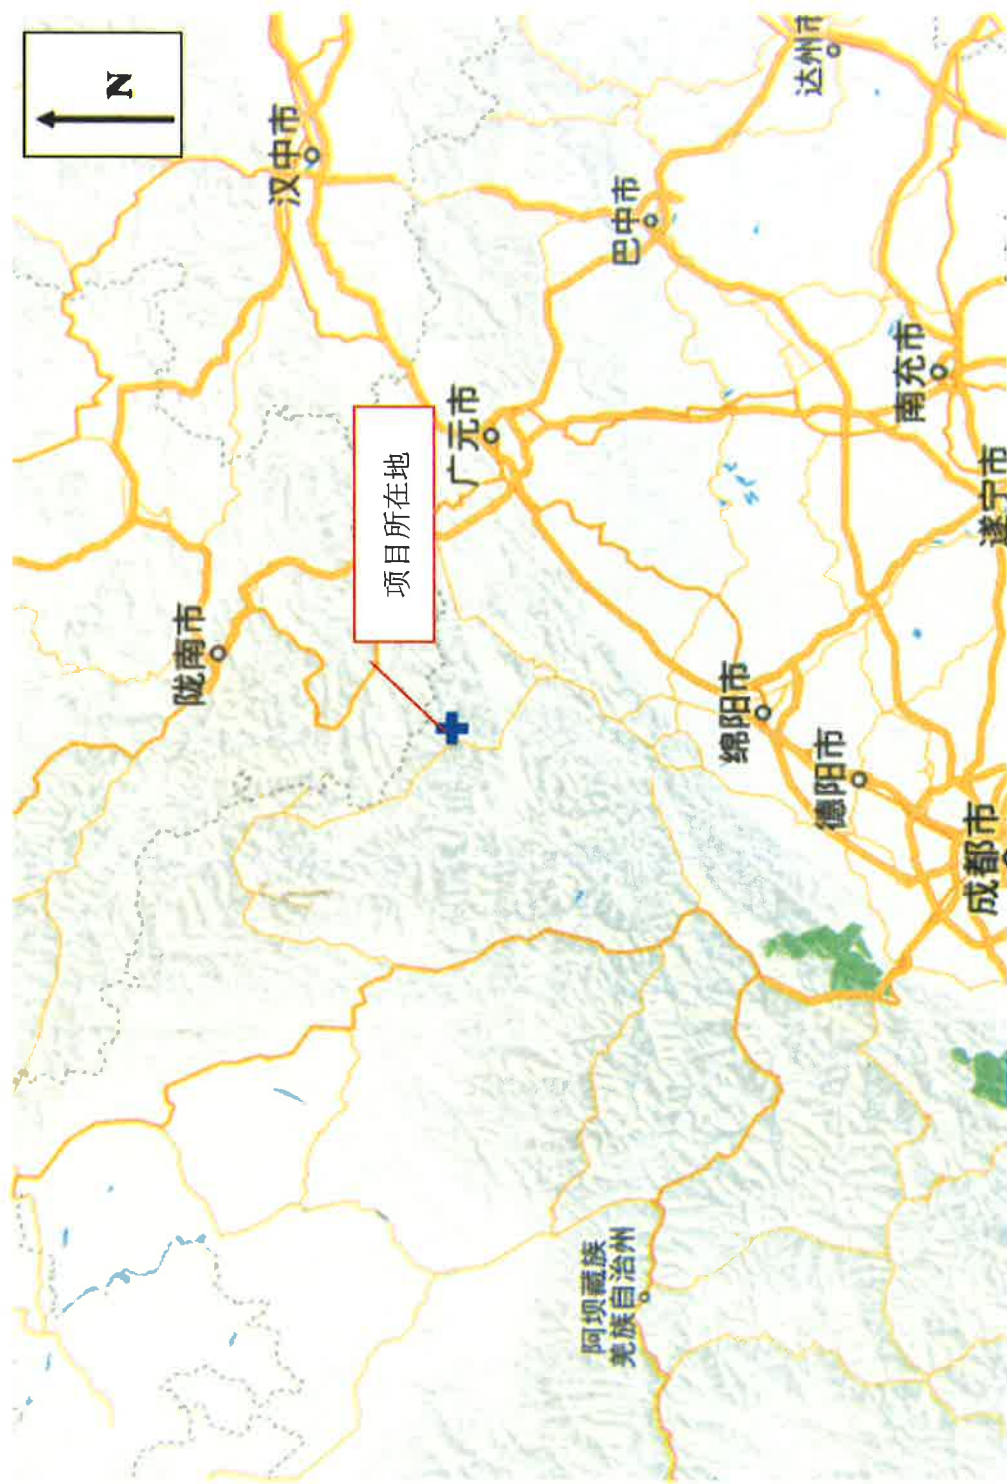 N
陇南市
汉中市
项目所在地
广元市
阿坝藏族
羌族自治州
巴中市
绵阳市
达州市
德阳市
南充市
成都市
遂宁市